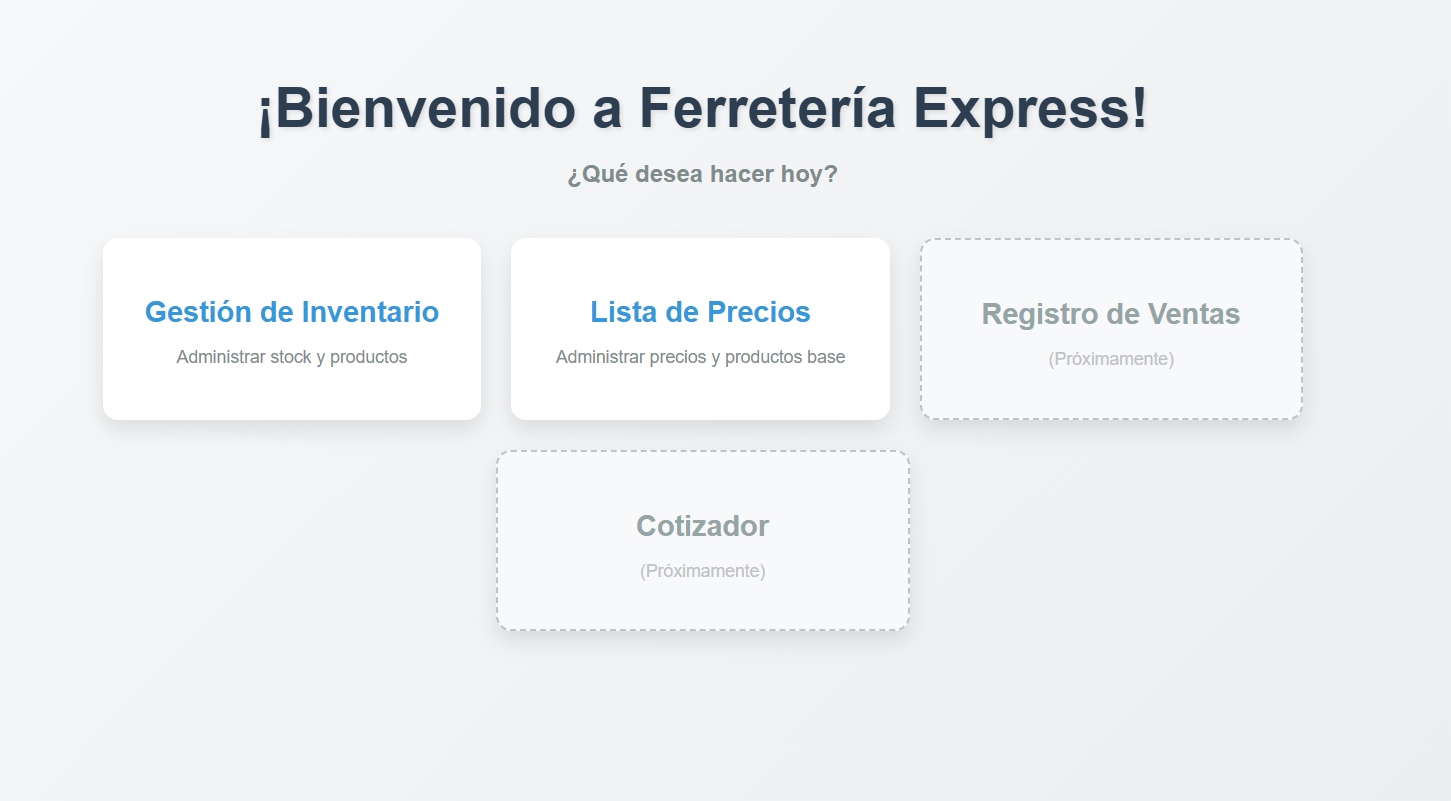 ¡Bienvenido a Ferretería Express!
¿Qué desea hacer hoy?
Gestión de Inventario
Administrar stock y productos
Lista de Precios
Administrar precios y productos base
Registro de Ventas
(Próximamente)
Cotizador
(Próximamente)